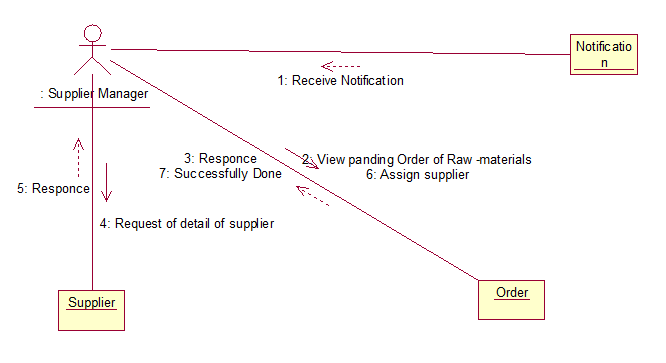 Notificatio
n
1: Receive Notification
: Supplier Manager
3: Responce
2: View panding Order of Raw -materials
7: Successfully Done
6: Assign supplier
5: Responce
4: Request of detail of supplier
Supplier
Order